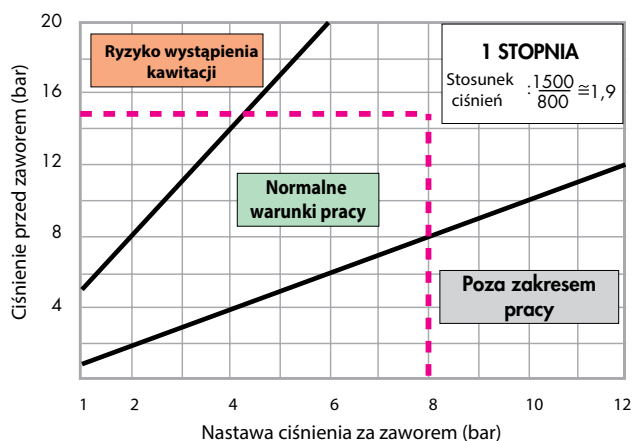 20
16
12
8
4
Ciśnienie przed zaworem (bar)
Ryzyko wystąpienia
kawitacji
1 STOPNIA
Stosunek
ciśnień
: 1500
800
≅1,9
Normalne
warunki pracy
Poza zakresem
pracy
1 2 4 6 8 10 12
Nastawa ciśnienia za zaworem (bar)